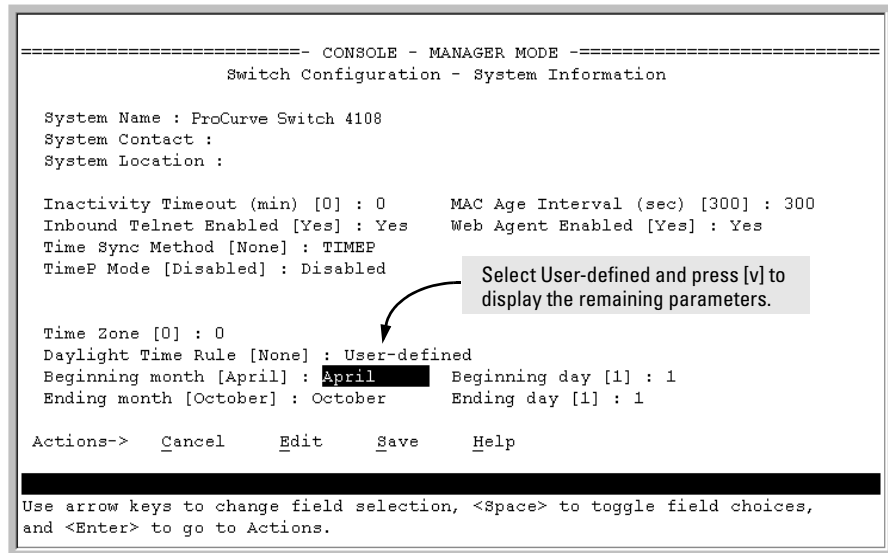 ==========================- CONSOLE - MANAGER MODE -============================
Switch Configuration - System Information
System Name : ProCurve Switch 4108
System Contact :
System Location :
Inactivity Timeout (min) [0] : 0 MAC Age Interval (sec) [300] : 300
Inbound Telnet Enabled [Yes] : Yes Web Agent Enabled [Yes] : Yes
Time Sync Method [None] : TIMEP
TimeP Mode [Disabled] : Disabled
Select User-defined and press [v] to
display the remaining parameters.
Time Zone [0] : 0
Daylight Time Rule [None] : User-defined
Beginning month [April] : April Beginning day [1] : 1
Ending month [October] : October Ending day [1] : 1
Actions-> Cancel Edit Save Help
Use arrow keys to change field selection, <Space> to toggle field choices,
and <Enter> to go to Actions.